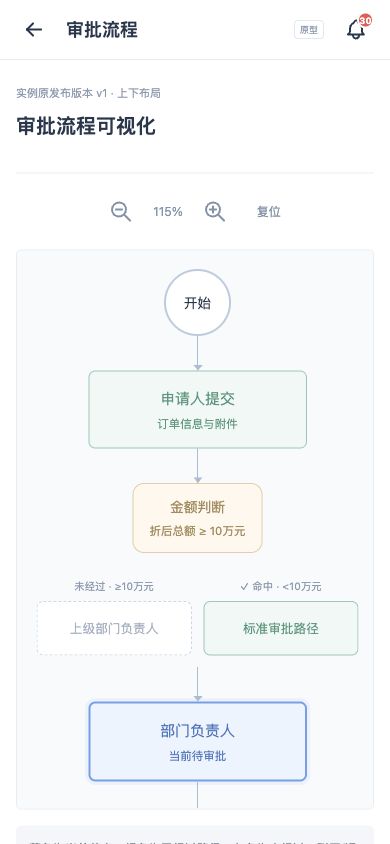 审批流程
原型
30
实例原发布版本 v1 · 上下布局
审批流程可视化
115%
复位
开始
申请人提交
订单信息与附件
金额判断
折后总额 ≥ 10万元
未经过 · ≥10万元
✓ 命中 · <10万元
上级部门负责人
标准审批路径
部门负责人
当前待审批